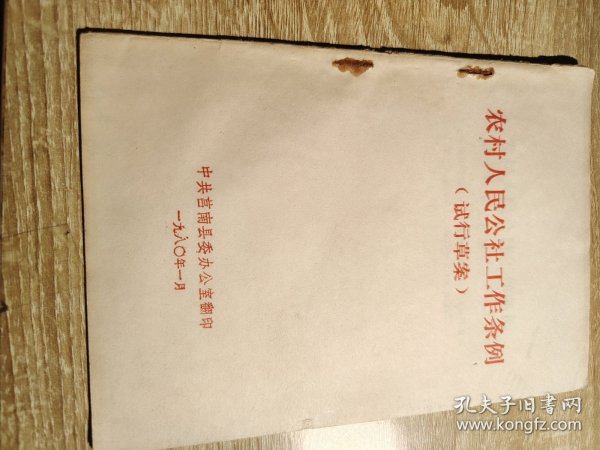 农村人民公社工作条例
（试行草案）
中共莒南县委办公室翻印
一九八〇年一月
孔夫子旧书网
www.kongfz.com